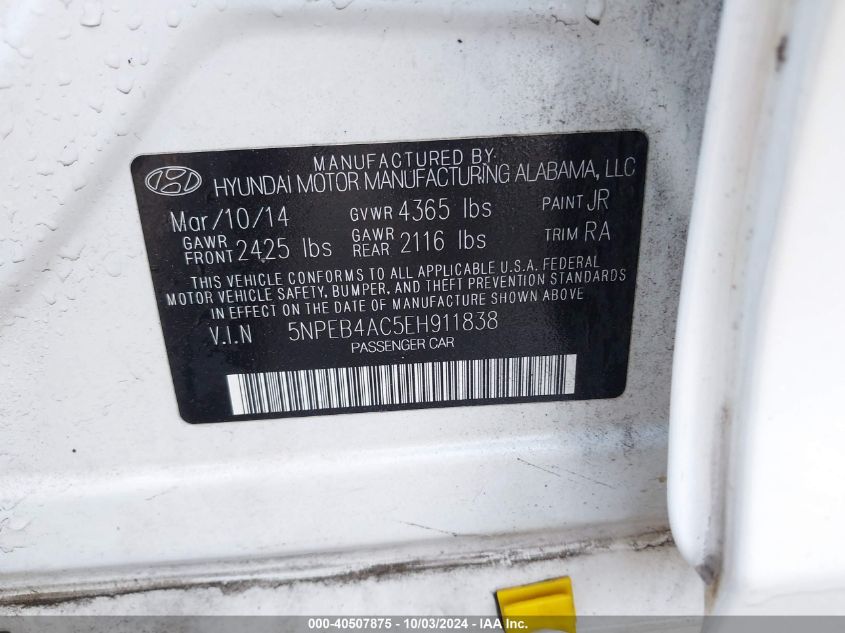 MANUFACTURED BY
HYUNDAI MOTOR MANUFACTURING ALABAMA, LLC
Mar/10/14 GVWR 4365 lbs PAINT JR
GAWR FRONT 2425 lbs GAWR REAR 2116 lbs TRIM RA
THIS VEHICLE CONFORMS TO ALL APPLICABLE U.S.A. FEDERAL
MOTOR VEHICLE SAFETY, BUMPER, AND THEFT PREVENTION STANDARDS
IN EFFECT ON THE DATE OF MANUFACTURE SHOWN ABOVE
V.I.N 5NPEB4AC5EH911838
PASSENGER CAR
000-40507875 - 10/03/2024 - IAA Inc.